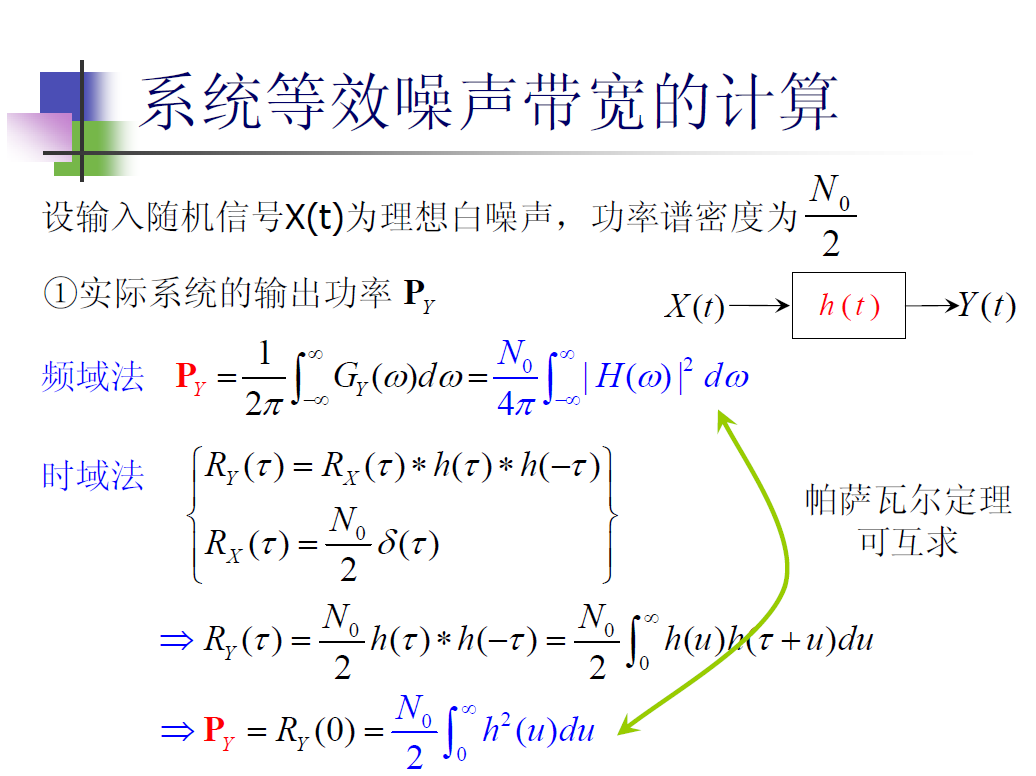 系统等效噪声带宽的计算
设输入随机信号X(t)为理想白噪声，功率谱密度为 N₀/2
①实际系统的输出功率 P_Y
X(t) h(t) Y(t)
频域法 P_Y = 1/2π ∫_{-∞}^{∞} G_Y(ω)dω = N₀/4π ∫_{-∞}^{∞} |H(ω)|² dω
时域法 { R_Y(τ) = R_X(τ) * h(τ) * h(−τ)
R_X(τ) = N₀/2 δ(τ) }
帕萨瓦尔定理
可互求
⇒ R_Y(τ) = N₀/2 h(τ) * h(−τ) = N₀/2 ∫_0^∞ h(u)h(τ + u)du
⇒ P_Y = R_Y(0) = N₀/2 ∫_0^∞ h²(u)du